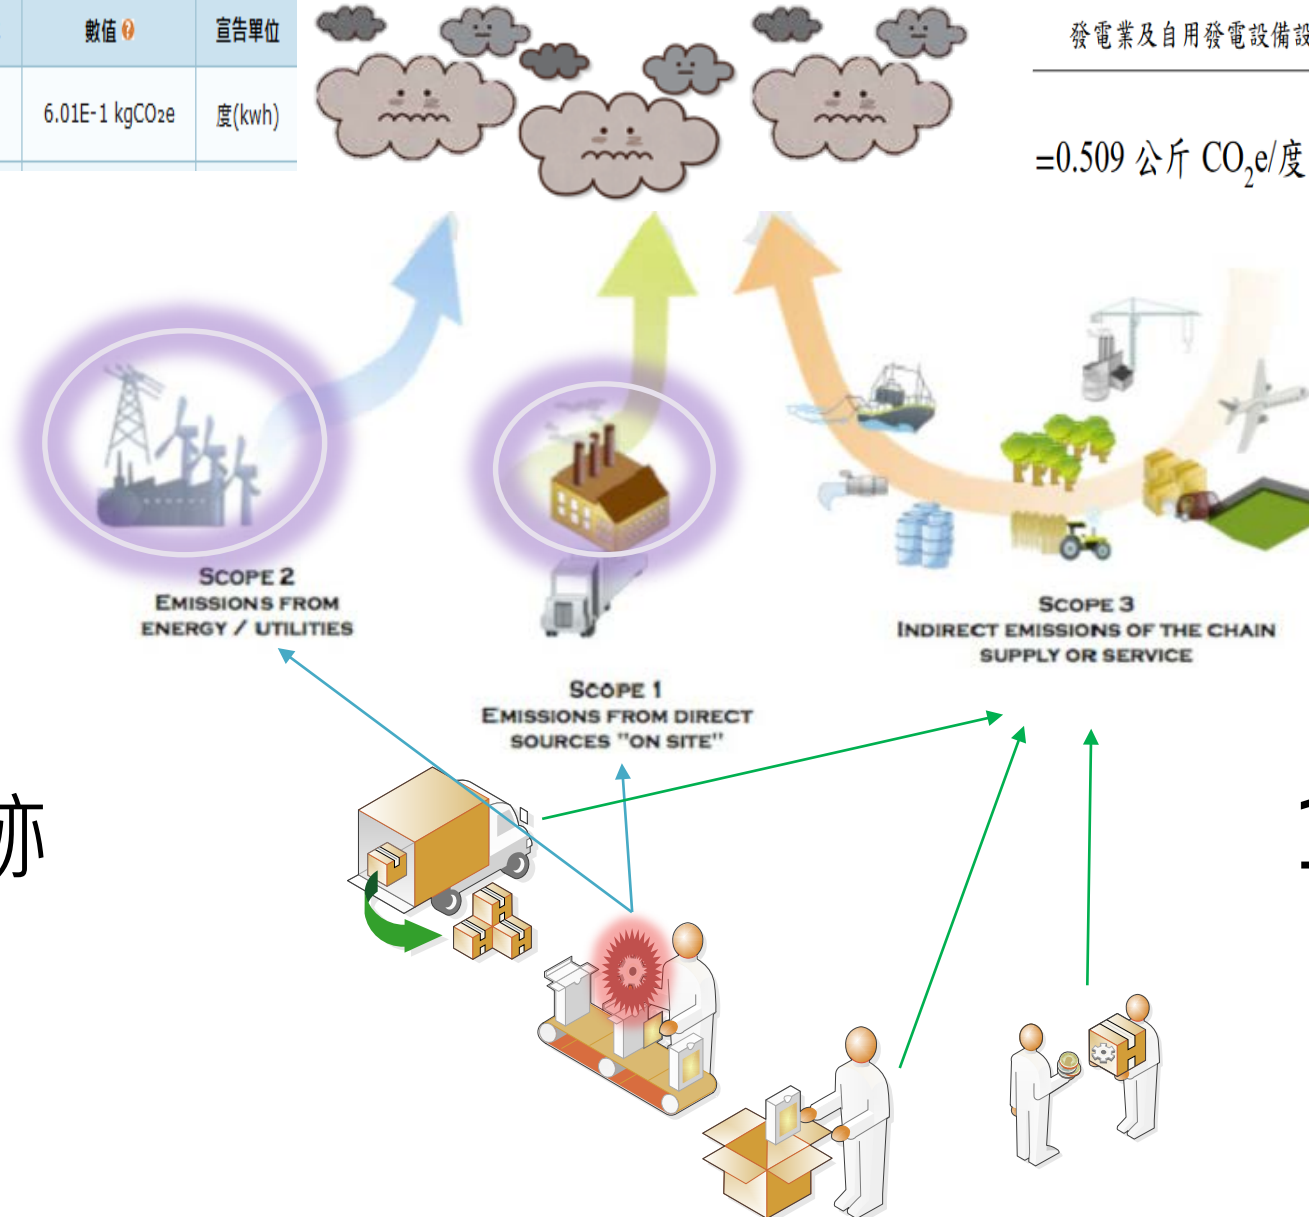 數值 宣告單位
6.01E-1 kgCO₂e 度(kwh)
發電業及自用發電設備設
=0.509 公斤 CO₂e/度
SCOPE 2
EMISSIONS FROM
ENERGY / UTILITIES
SCOPE 3
INDIRECT EMISSIONS OF THE CHAIN
SUPPLY OR SERVICE
SCOPE 1
EMISSIONS FROM DIRECT
SOURCES "ON SITE"